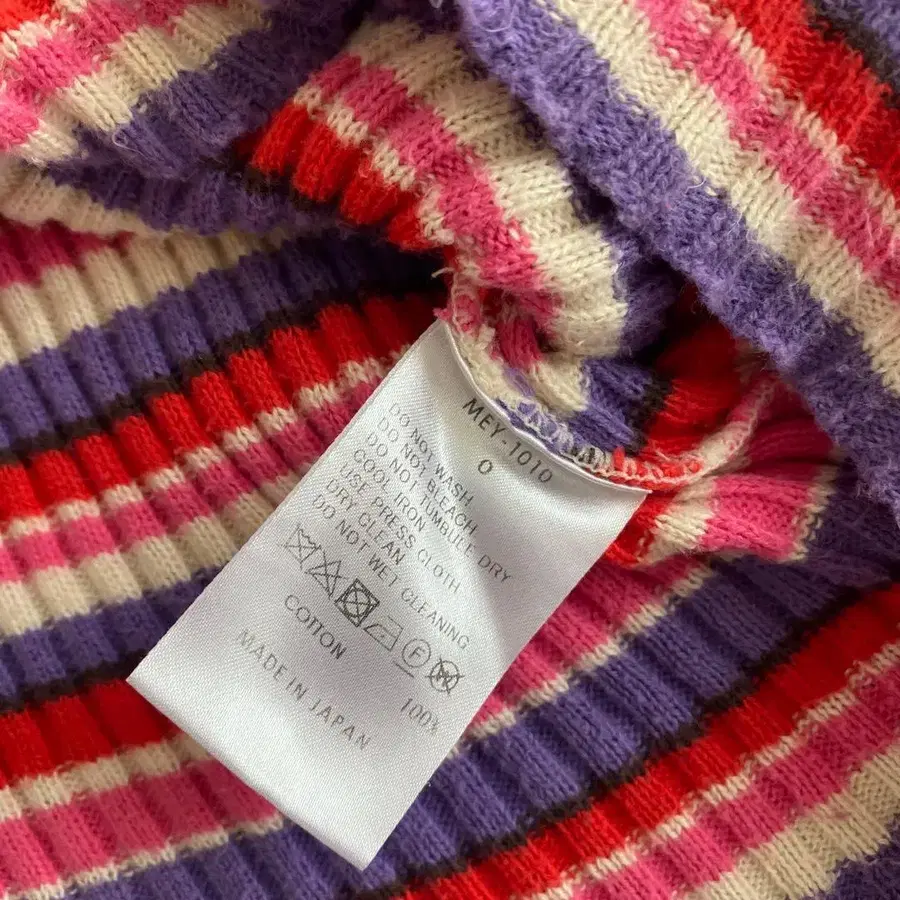 MEY-1010
0
DO NOT WASH
DO NOT BLEACH
DO NOT TUMBLE DRY
COOL IRON
USE PRESS CLOTH
DRY CLEAN
DO NOT WET CLEANING
F
W
COTTON 100%
MADE IN JAPAN